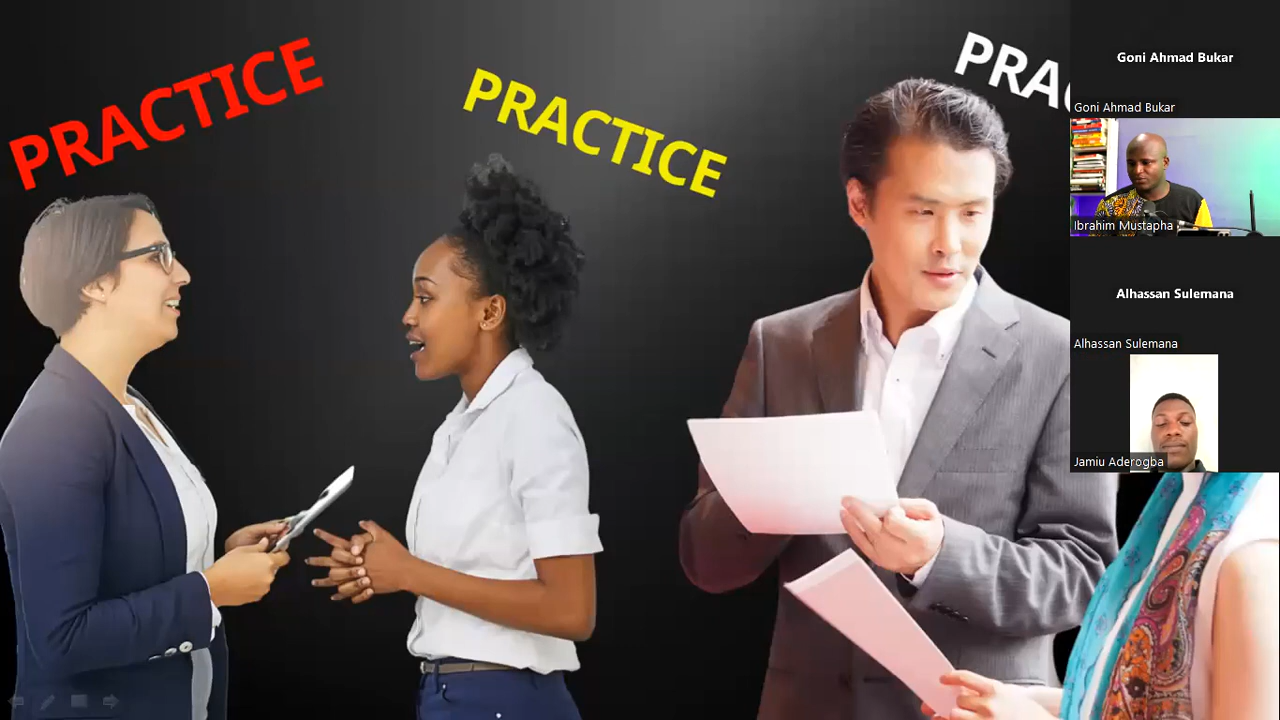 PRACTICE
PRACTICE
PRAC
Goni Ahmad Bukar
Goni Ahmad Bukar
Ibrahim Mustapha
Alhassan Sulemana
Alhassan Sulemana
Jamiu Aderogba